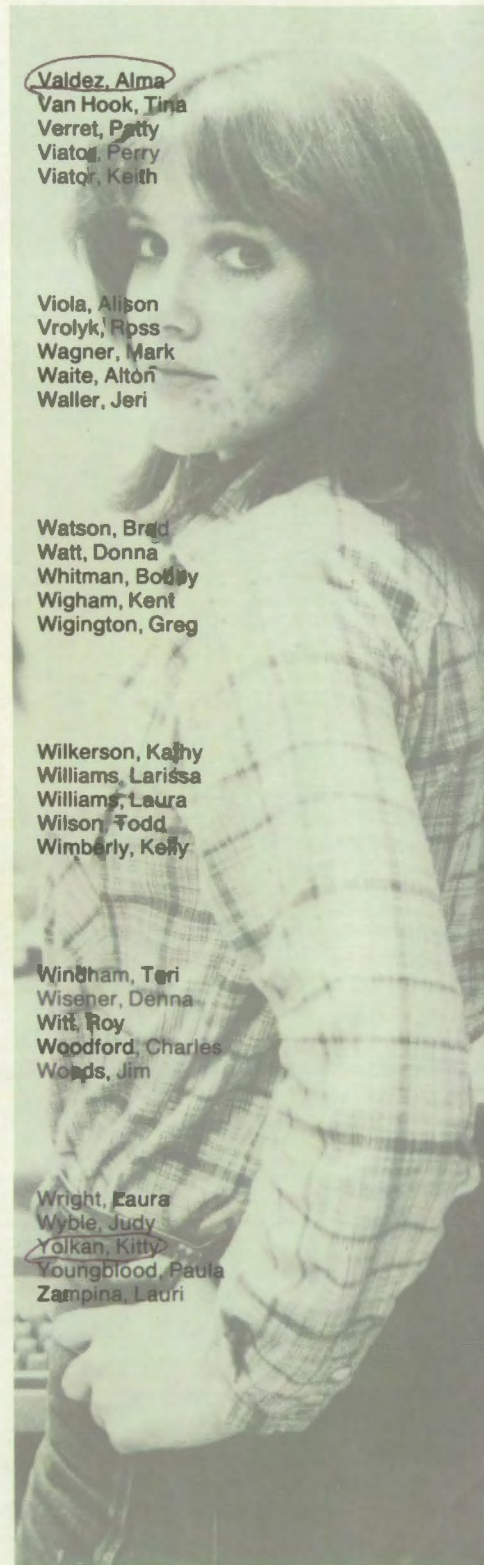 Valdez, Alma
Van Hook, Tina
Verret, Patty
Viator, Perry
Viator, Keith
Viola, Alison
Vrolyk, Ross
Wagner, Mark
Waite, Alton
Waller, Jeri
Watson, Brad
Watt, Donna
Whitman, Bobby
Wigham, Kent
Wigington, Greg
Wilkerson, Kathy
Williams, Larissa
Williams, Laura
Wilson, Todd
Wimberly, Kelly
Windham, Teri
Wisener, Denna
Witt, Roy
Woodford, Charles
Woods, Jim
Wright, Laura
Wyble, Judy
Yolkan, Kitty
Youngblood, Paula
Zampina, Lauri